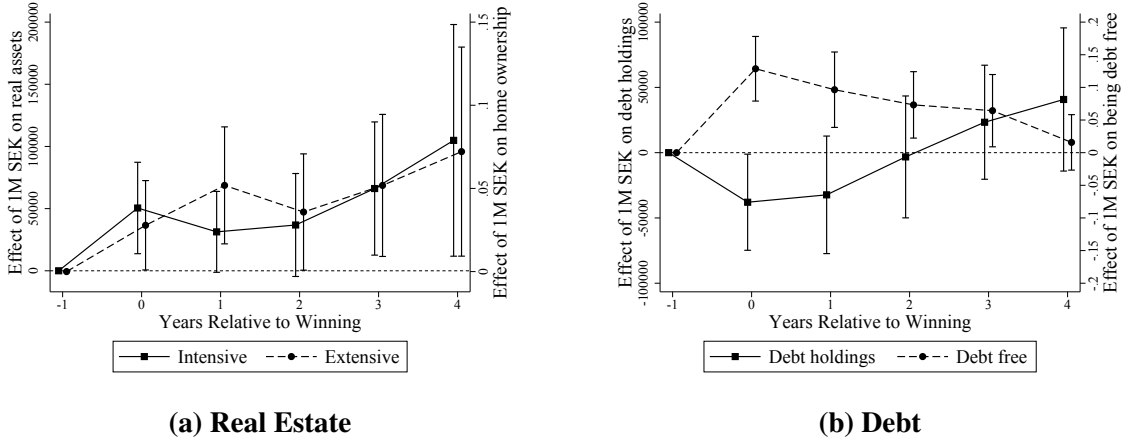 Effect of 1M SEK on real assets
0 50000 100000 150000 200000
Effect of 1M SEK on home ownership
0 .05 .1 .15
-1 0 1 2 3 4
Years Relative to Winning
Intensive Extensive
(a) Real Estate
Effect of 1M SEK on debt holdings
-100000 -50000 0 50000 100000
Effect of 1M SEK on being debt free
-.2 -.15 -.1 -.05 0 .05 .1 .15 .2
-1 0 1 2 3 4
Years Relative to Winning
Debt holdings Debt free
(b) Debt